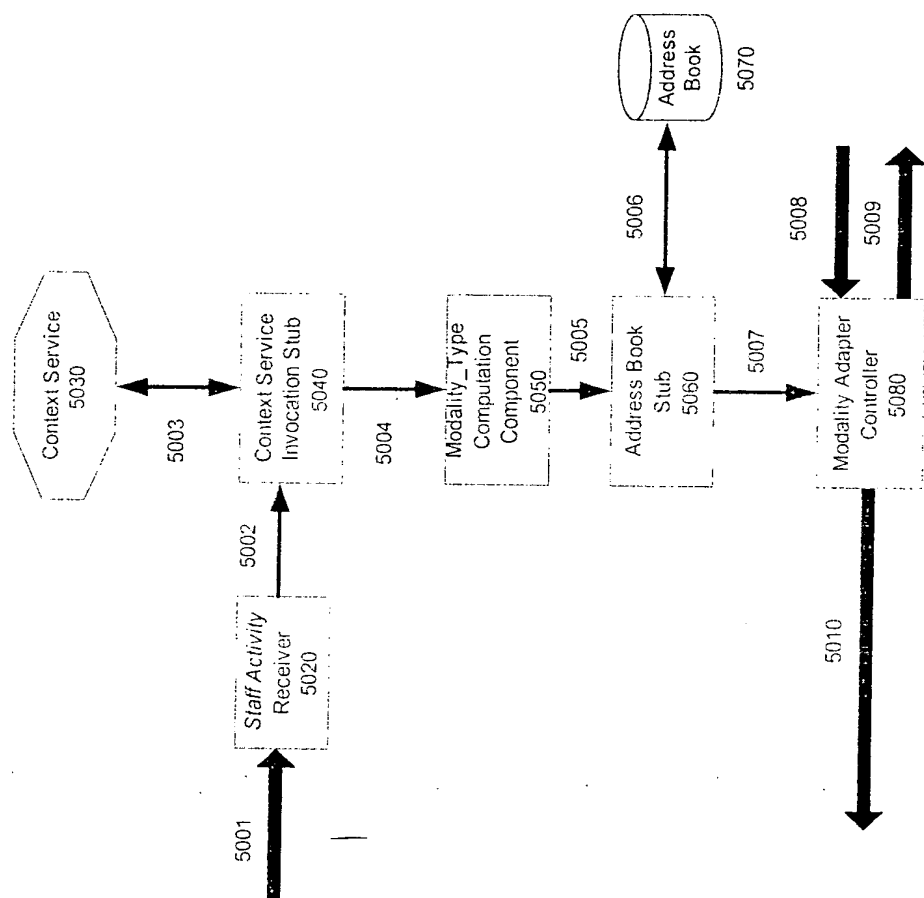 Context Service
5030
5003
5001
Staff Activity
Receiver
5020
5002
Context Service
Invocation Stub
5040
5004
Modality_Type
Computation
Component
5050
5005
Address Book
Stub
5060
5006
Address
Book
5070
5007
Modality Adapter
Controller
5080
5008
5009
5010